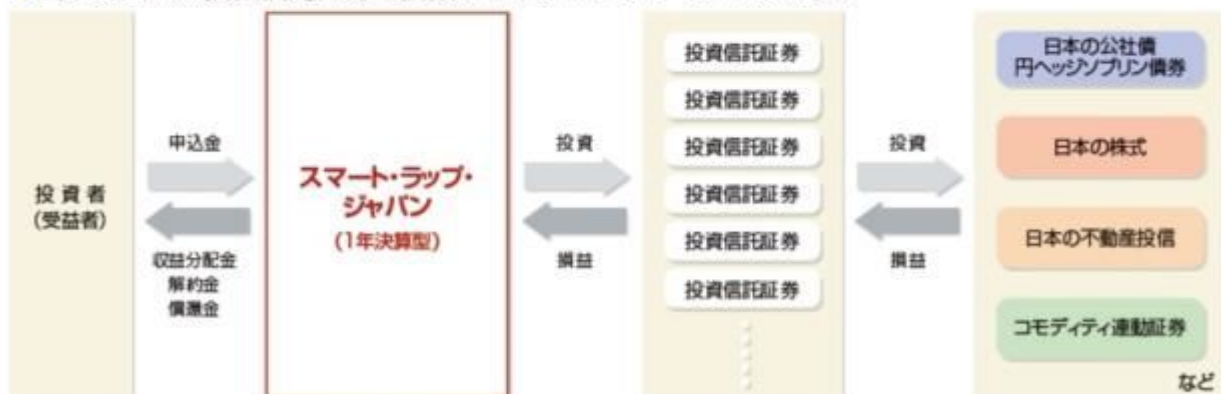 投資者
(受益者)
申込金
収益分配金
解約金
償還金
スマート・ラップ・
ジャパン
(1年決算型)
投資
損益
投資信託証券
投資信託証券
投資信託証券
投資信託証券
投資信託証券
投資信託証券
投資
損益
日本の公社債
円ヘッジソブリン債券
日本の株式
日本の不動産投信
コモディティ連動証券
など